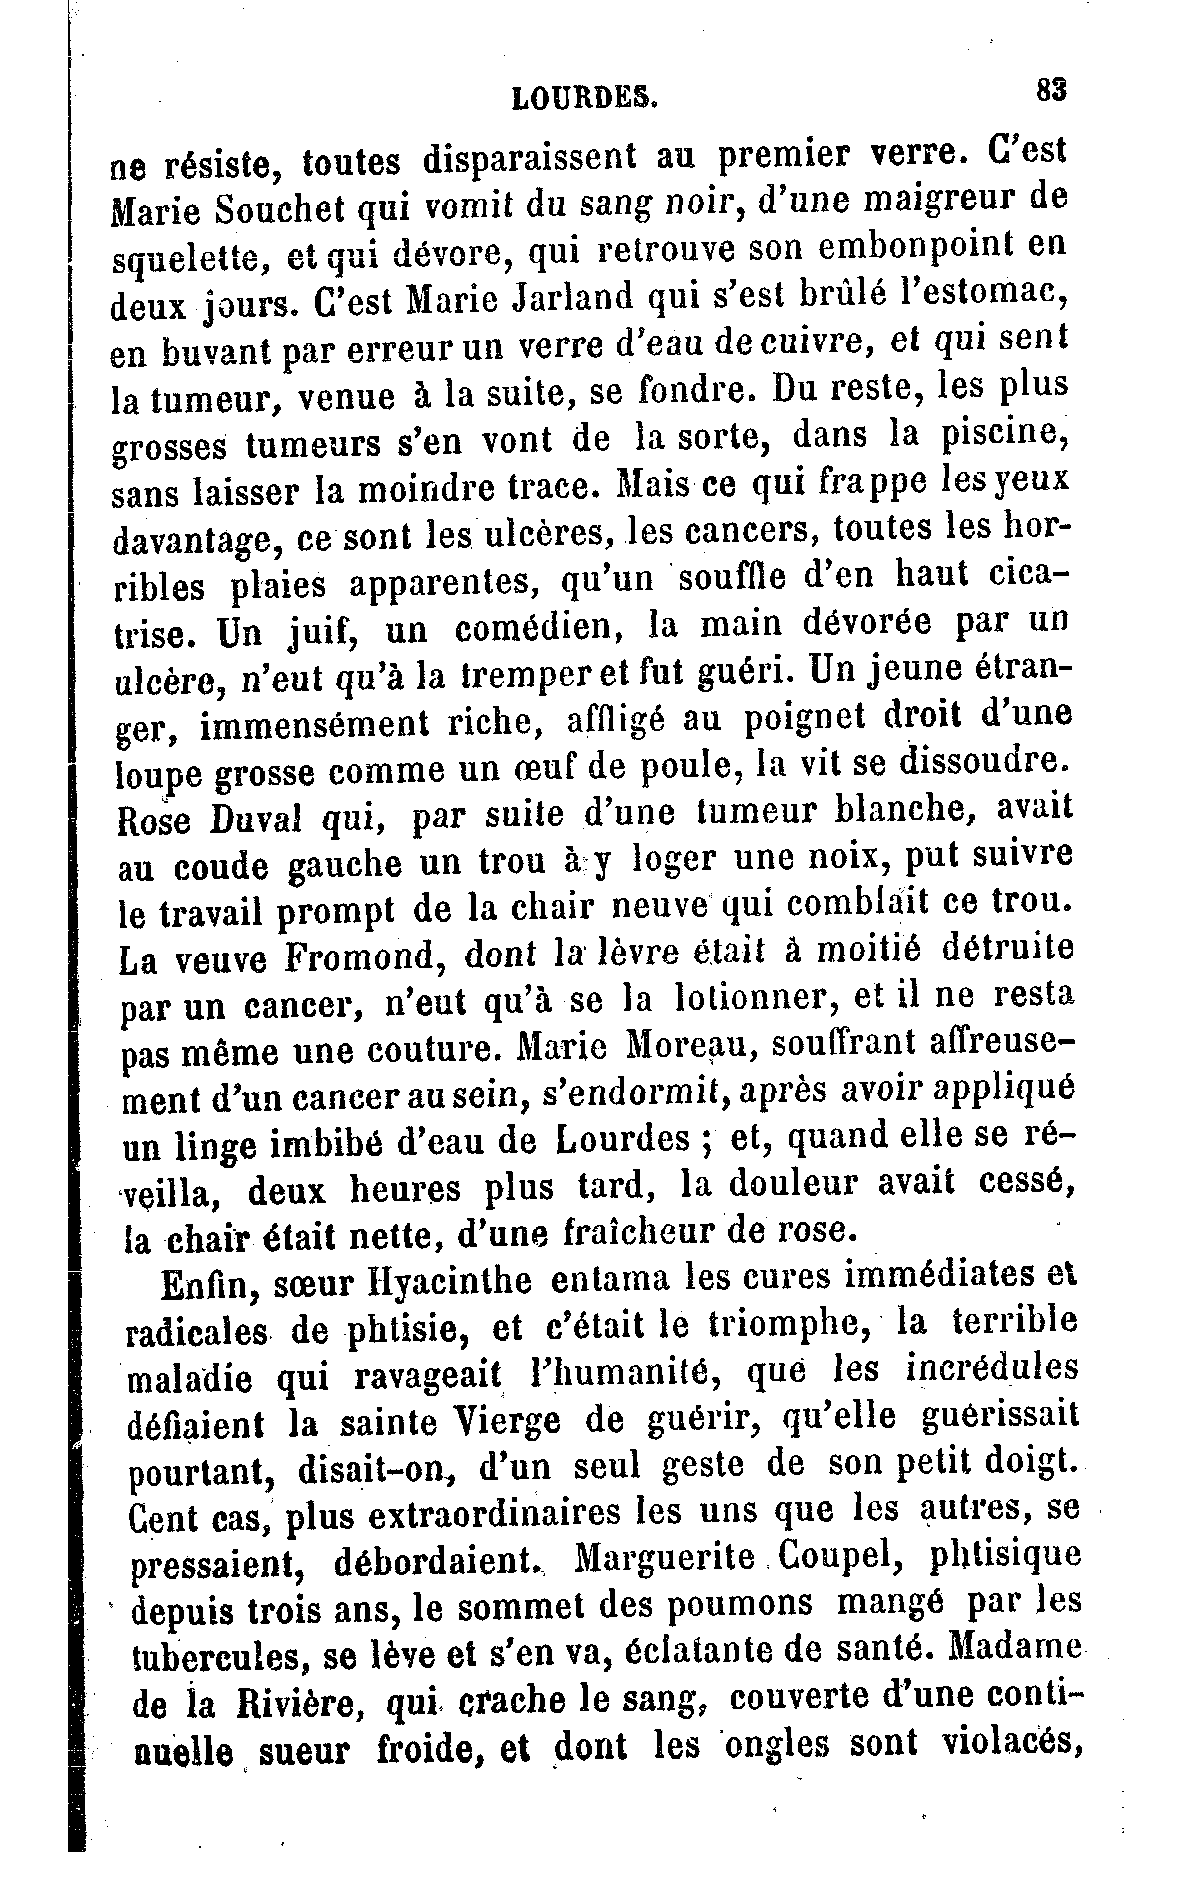 LOURDES. 83
ne résiste, toutes disparaissent au premier verre. C'est
Marie Souchet qui vomit du sang noir, d'une maigreur de
squelette, et qui dévore, qui retrouve son embonpoint en
deux jours. C'est Marie Jarland qui s'est brûlé l'estomac,
en buvant par erreur un verre d'eau de cuivre, et qui sent
la tumeur, venue à la suite, se fondre. Du reste, les plus
grosses tumeurs s'en vont de la sorte, dans la piscine,
sans laisser la moindre trace. Mais ce qui frappe les yeux
davantage, ce sont les ulcères, les cancers, toutes les hor-
ribles plaies apparentes, qu'un souffle d'en haut cica-
trise. Un juif, un comédien, la main dévorée par un
ulcère, n'eut qu'à la tremper et fut guéri. Un jeune étran-
ger, immensément riche, affligé au poignet droit d'une
loupe grosse comme un œuf de poule, la vit se dissoudre.
Rose Duval qui, par suite d'une tumeur blanche, avait
au coude gauche un trou à y loger une noix, put suivre
le travail prompt de la chair neuve qui comblait ce trou.
La veuve Fromond, dont la lèvre était à moitié détruite
par un cancer, n'eut qu'à se la lotionner, et il ne resta
pas même une couture. Marie Moreau, souffrant affreuse-
ment d'un cancer au sein, s'endormit, après avoir appliqué
un linge imbibé d'eau de Lourdes ; et, quand elle se ré-
veilla, deux heures plus tard, la douleur avait cessé,
la chair était nette, d'une fraîcheur de rose.
Enfin, sœur Hyacinthe entama les cures immédiates et
radicales de phtisie, et c'était le triomphe, la terrible
maladie qui ravageait l'humanité, que les incrédules
défiaient la sainte Vierge de guérir, qu'elle guérissait
pourtant, disait-on, d'un seul geste de son petit doigt.
Cent cas, plus extraordinaires les uns que les autres, se
pressaient, débordaient. Marguerite Coupel, phtisique
depuis trois ans, le sommet des poumons mangé par les
tubercules, se lève et s'en va, éclatante de santé. Madame
de la Rivière, qui crache le sang, couverte d'une conti-
nuelle sueur froide, et dont les ongles sont violacés,